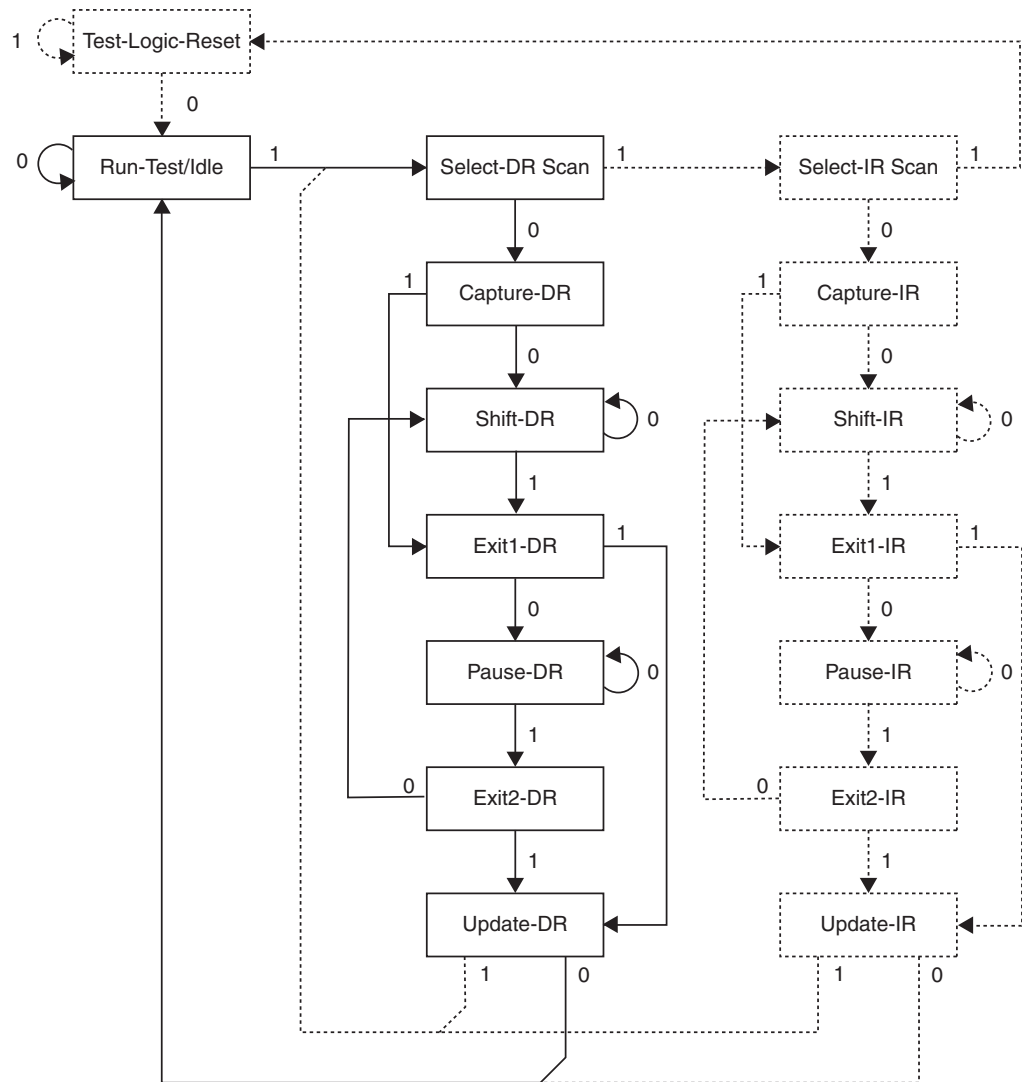 1
Test-Logic-Reset
0
0
Run-Test/Idle
1
Select-DR Scan
1
Select-IR Scan
1
0
0
1
Capture-DR
1
Capture-IR
0
0
Shift-DR
0
Shift-IR
0
1
1
Exit1-DR
1
Exit1-IR
1
0
0
Pause-DR
0
Pause-IR
0
1
1
0
Exit2-DR
0
Exit2-IR
1
1
Update-DR
Update-IR
1
0
1
0